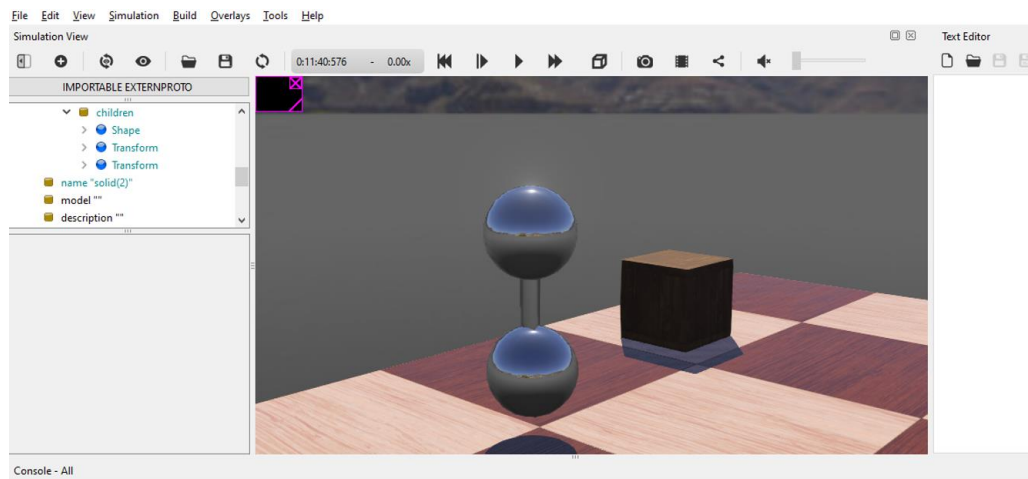 File Edit View Simulation Build Overlays Tools Help
Simulation View
Text Editor
0:11:40:576 - 0.00x
IMPORTABLE EXTERNPROTO
children
Shape
Transform
Transform
name "solid(2)"
model ""
description ""
Console - All